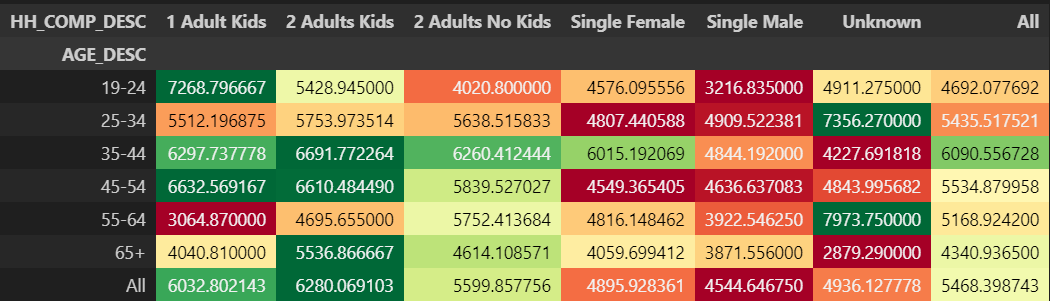 HH_COMP_DESC 1 Adult Kids 2 Adults Kids 2 Adults No Kids Single Female Single Male Unknown All
AGE_DESC
19-24 7268.796667 5428.945000 4020.800000 4576.095556 3216.835000 4911.275000 4692.077692
25-34 5512.196875 5753.973514 5638.515833 4807.440588 4909.522381 7356.270000 5435.517521
35-44 6297.737778 6691.772264 6260.412444 6015.192069 4844.192000 4227.691818 6090.556728
45-54 6632.569167 6610.484490 5839.527027 4549.365405 4636.637083 4843.995682 5534.879958
55-64 3064.870000 4695.655000 5752.413684 4816.148462 3922.546250 7973.750000 5168.924200
65+ 4040.810000 5536.866667 4614.108571 4059.699412 3871.556000 2879.290000 4340.936500
All 6032.802143 6280.069103 5599.857756 4895.928361 4544.646750 4936.127778 5468.398743